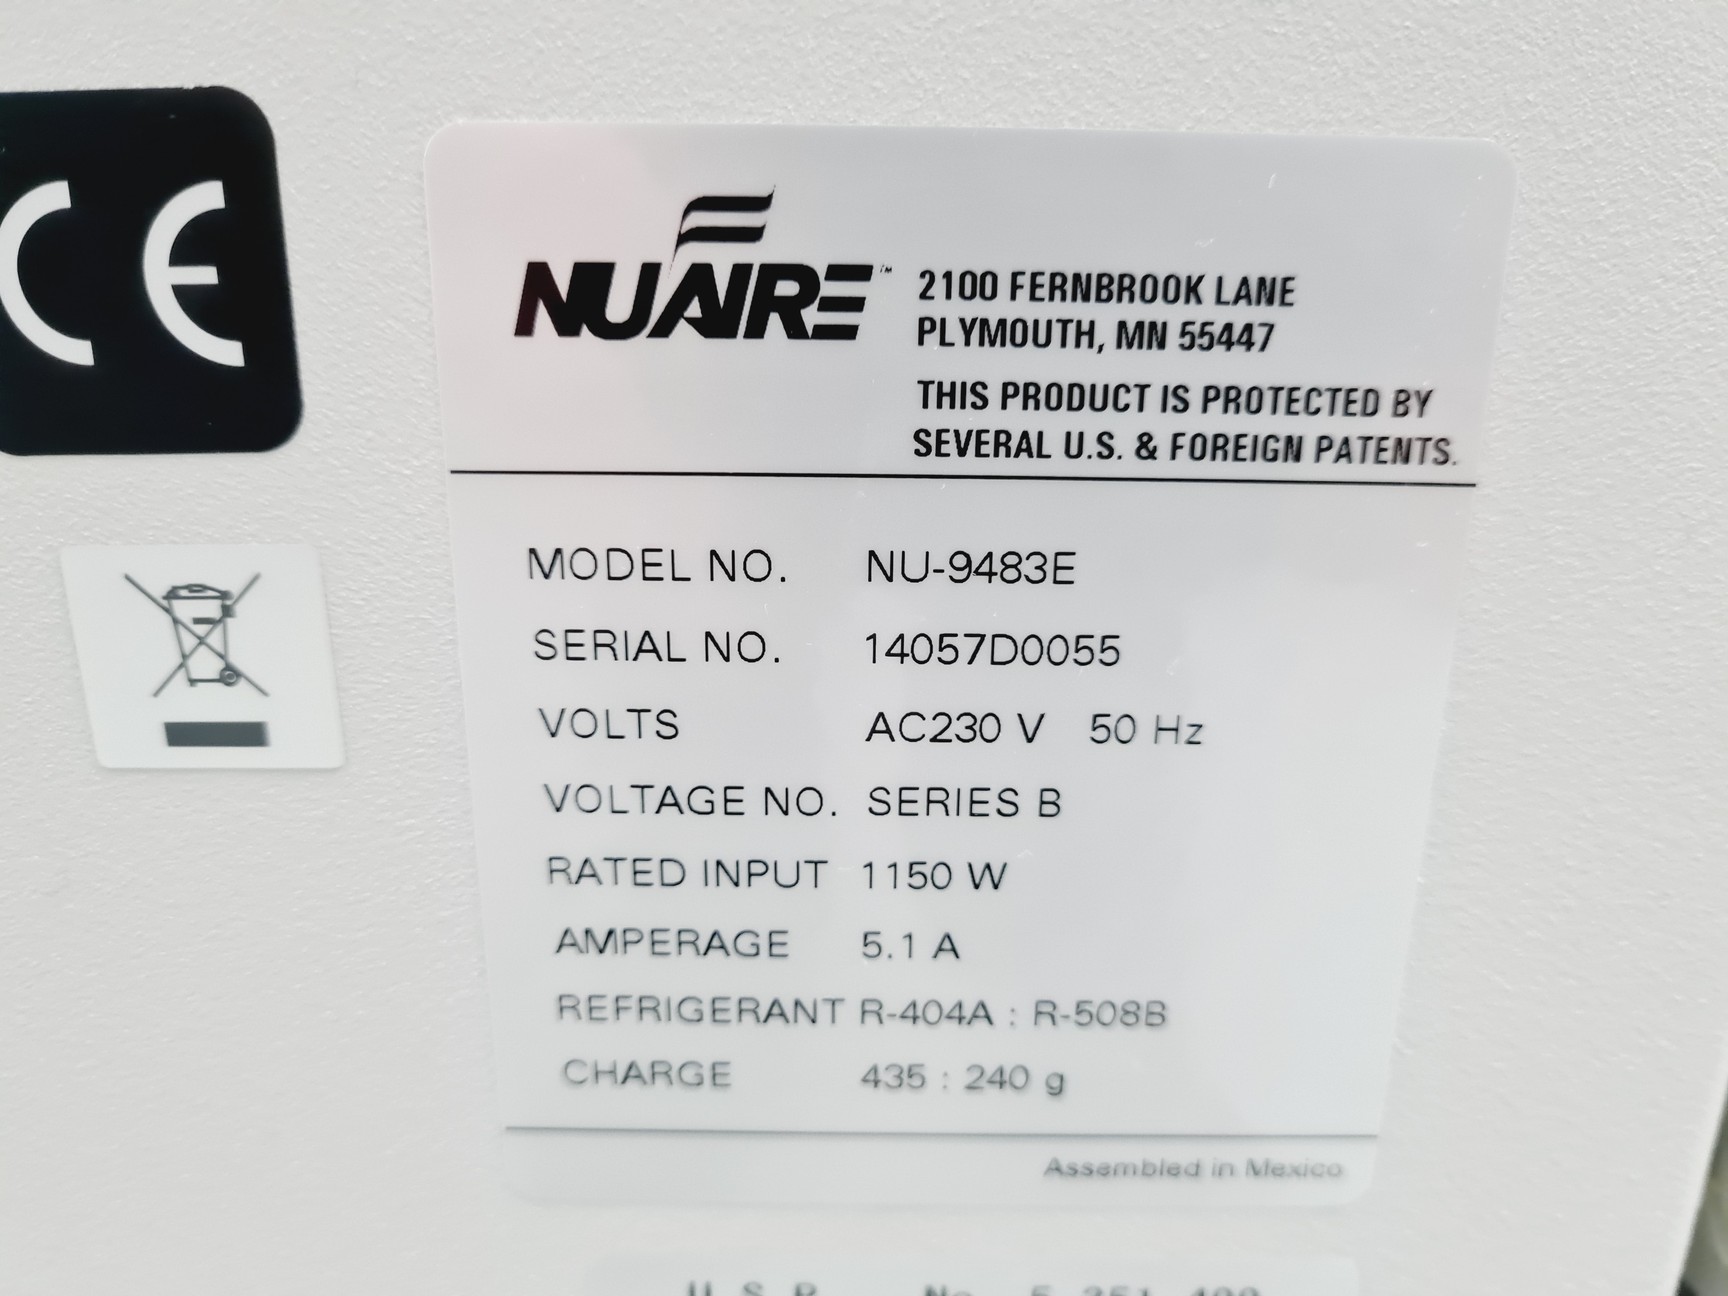 CE
NUAIRE™
2100 FERNBROOK LANE
PLYMOUTH, MN 55447
THIS PRODUCT IS PROTECTED BY
SEVERAL U.S. & FOREIGN PATENTS.
MODEL NO. NU-9483E
SERIAL NO. 14057D0055
VOLTS AC230 V 50 Hz
VOLTAGE NO. SERIES B
RATED INPUT 1150 W
AMPERAGE 5.1 A
REFRIGERANT R-404A : R-508B
CHARGE 435 : 240 g
Assembled in Mexico